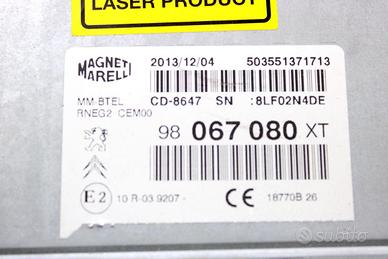 LASER PRODUCT
MAGNETI MARELLI
2013/12/04 503551371713
MM-BTEL CD-8647 SN :8LF02N4DE
RNEG2 CEM00
98 067 080 XT
E2 10 R-03 9207 - CE 18770B 26
subito